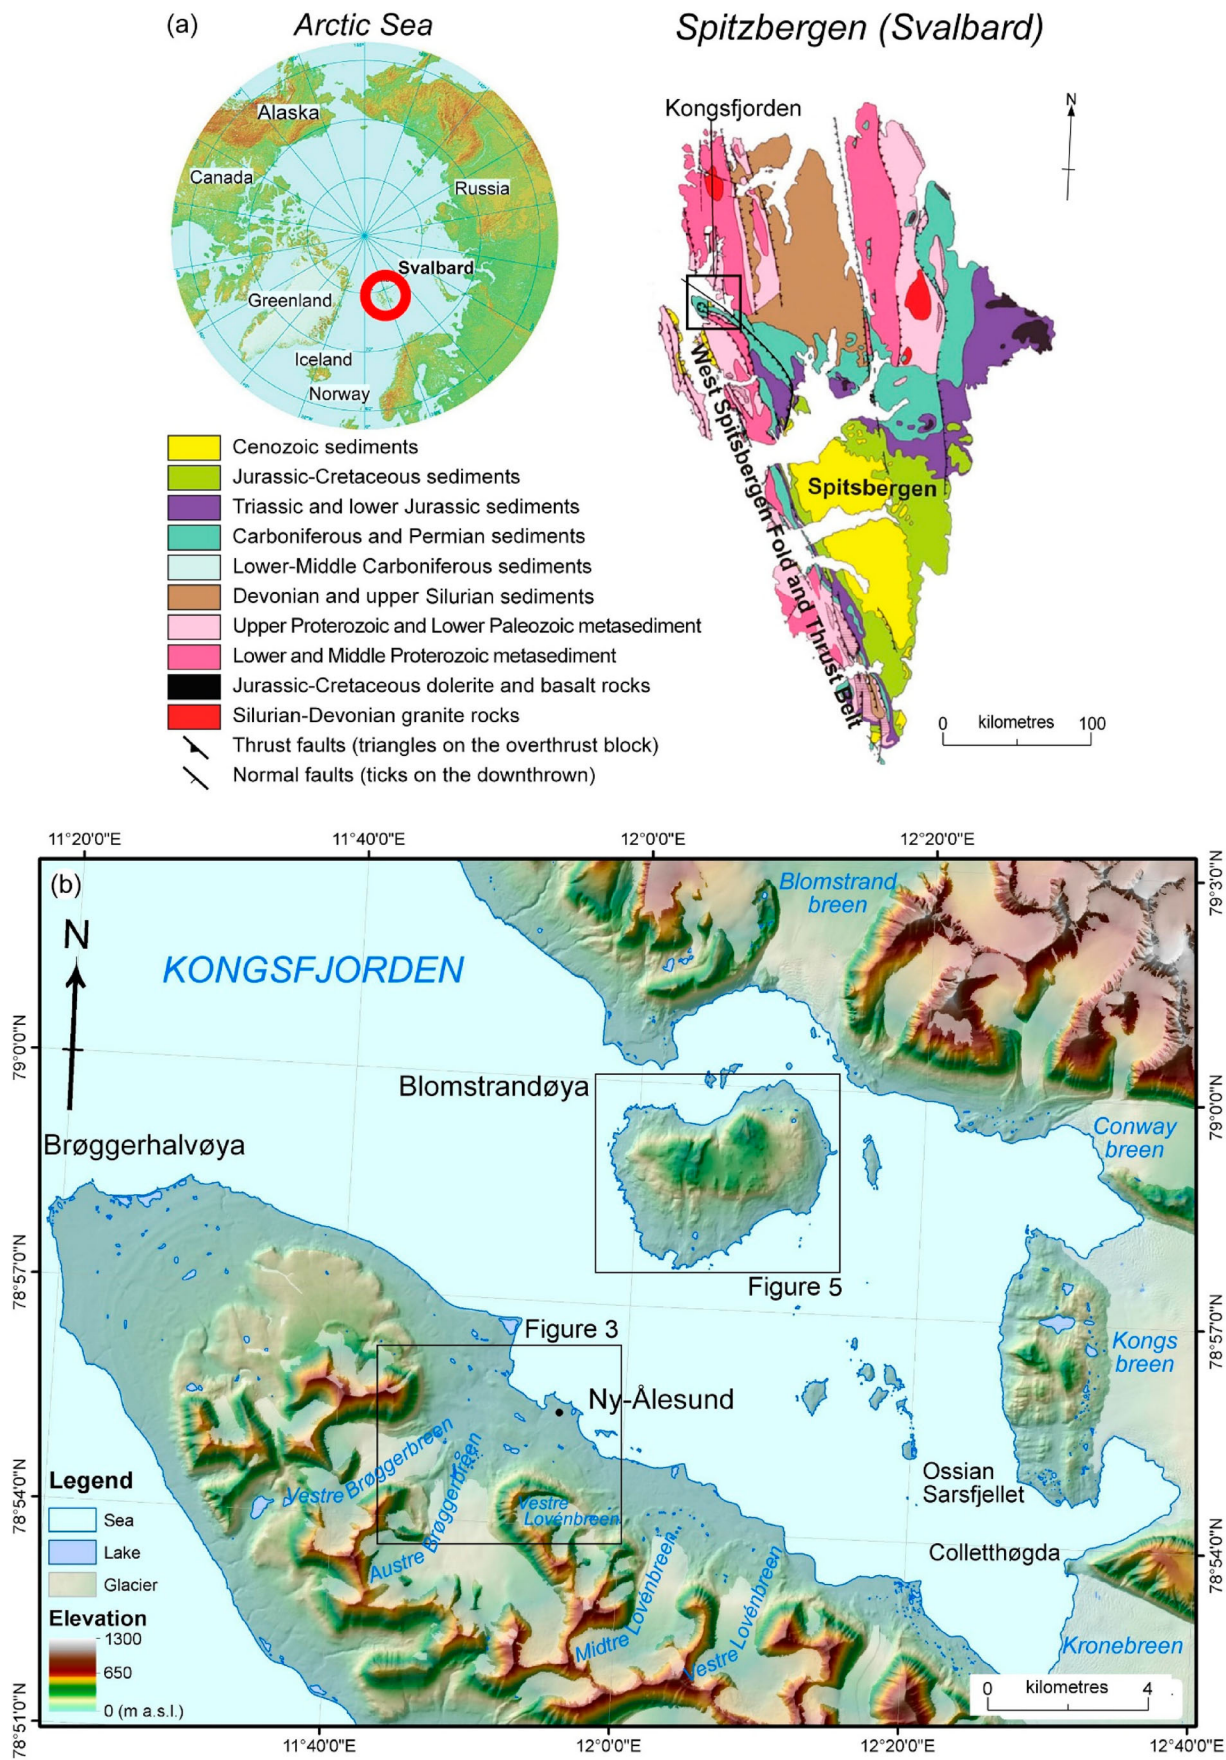 (a)
Arctic Sea
Spitzbergen (Svalbard)
Alaska
Canada
Russia
Svalbard
Greenland
Iceland
Norway
Kongsfjorden
N
West Spitsbergen Fold and Thrust Belt
Spitsbergen
0 kilometres 100
Cenozoic sediments
Jurassic-Cretaceous sediments
Triassic and lower Jurassic sediments
Carboniferous and Permian sediments
Lower-Middle Carboniferous sediments
Devonian and upper Silurian sediments
Upper Proterozoic and Lower Paleozoic metasediment
Lower and Middle Proterozoic metasediment
Jurassic-Cretaceous dolerite and basalt rocks
Silurian-Devonian granite rocks
Thrust faults (triangles on the overthrust block)
Normal faults (ticks on the downthrown)
11°20'0"E
11°40'0"E
12°0'0"E
12°20'0"E
(b)
N
KONGSFJORDEN
Blomstrand
breen
79°3'0"N
79°0'0"N
Blomstrandøya
79°0'0"N
Conway
breen
Brøggerhalvøya
78°57'0"N
Figure 5
Figure 3
78°57'0"N
Kongs
breen
Ny-Ålesund
Vestre Brøggerbreen
Austre Brøggerbreen
Vestre
Lovénbreen
Midtre Lovénbreen
Vestre Lovénbreen
Ossian
Sarsfjellet
Colletthøgda
78°54'0"N
78°54'0"N
Kronebreen
Legend
Sea
Lake
Glacier
Elevation
1300
650
0 (m a.s.l.)
0 kilometres 4
78°51'0"N
11°40'0"E
12°0'0"E
12°20'0"E
12°40'0"E